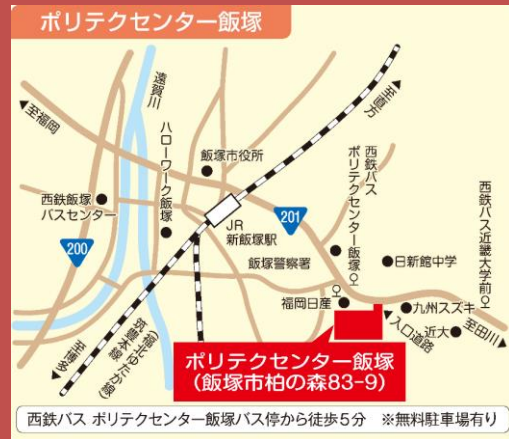 ポリテクセンター飯塚
遠賀川
至福岡
至直方
ハローワーク飯塚
飯塚市役所
西鉄飯塚
バスセンター
JR
新飯塚駅
201
200
西鉄バス
ポリテクセンター飯塚
西鉄バス近畿大学前
日新館中学
飯塚警察署
福岡日産
九州スズキ
入口道路
近大
至田川
(福北ゆたか線)
筑豊本線
至博多
ポリテクセンター飯塚
(飯塚市柏の森83-9)
西鉄バス ポリテクセンター飯塚バス停から徒歩5分 ※無料駐車場有り